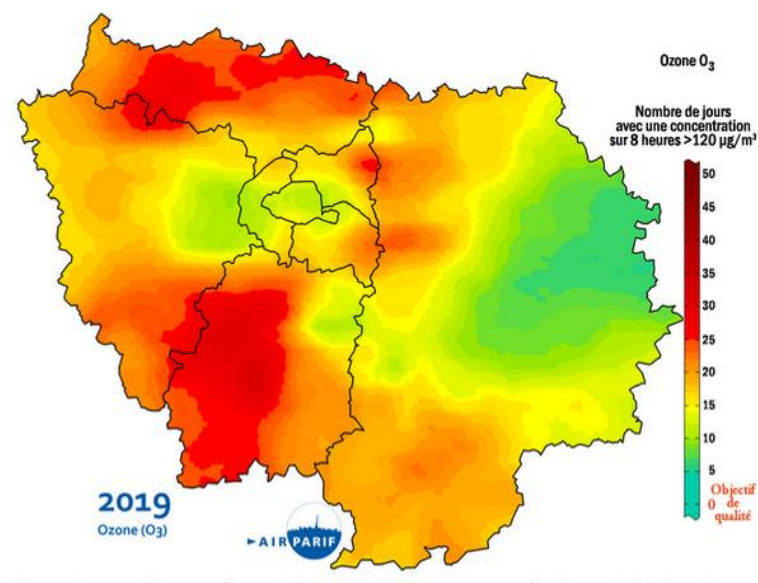 Ozone O3
Nombre de jours
avec une concentration
sur 8 heures >120 µg/m³
50
45
40
35
30
25
20
15
10
5
0
Objectif
de
qualité
2019
Ozone (O3)
AIRPARIF